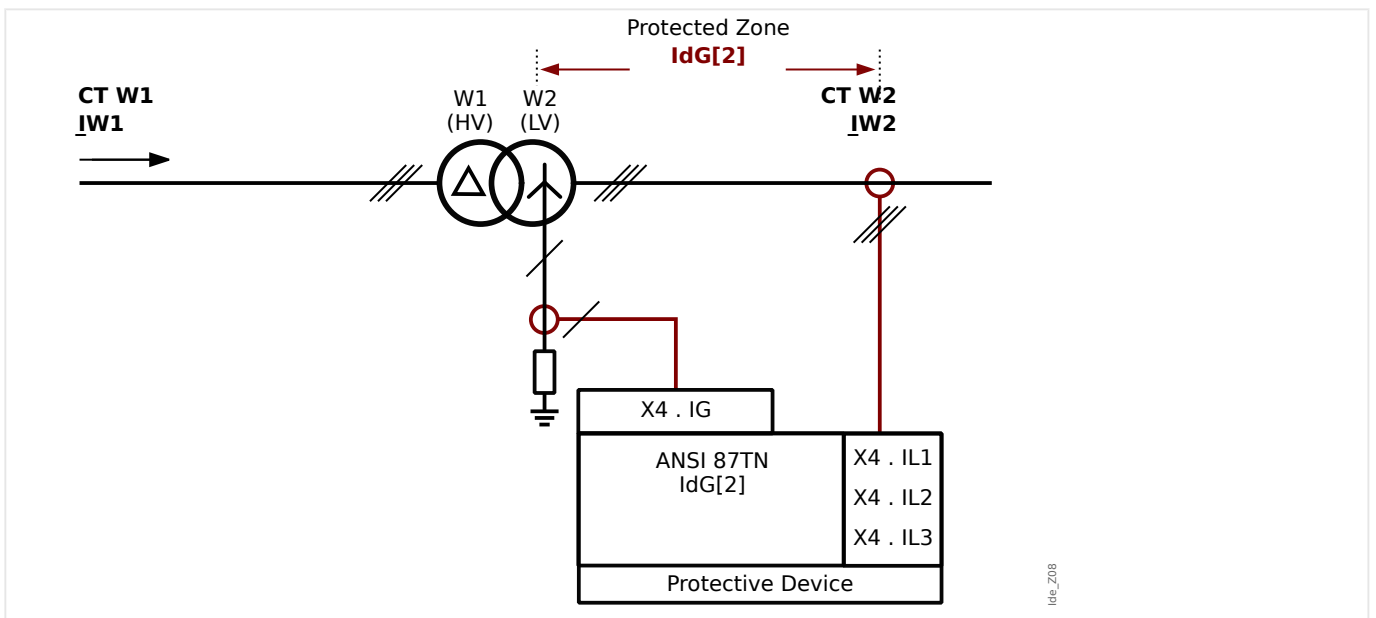 Protected Zone
IdG[2]
CT W1
IW1
W1
(HV)
W2
(LV)
CT W2
IW2
X4 . IG
ANSI 87TN
IdG[2]
X4 . IL1
X4 . IL2
X4 . IL3
Protective Device
Ide_Z08